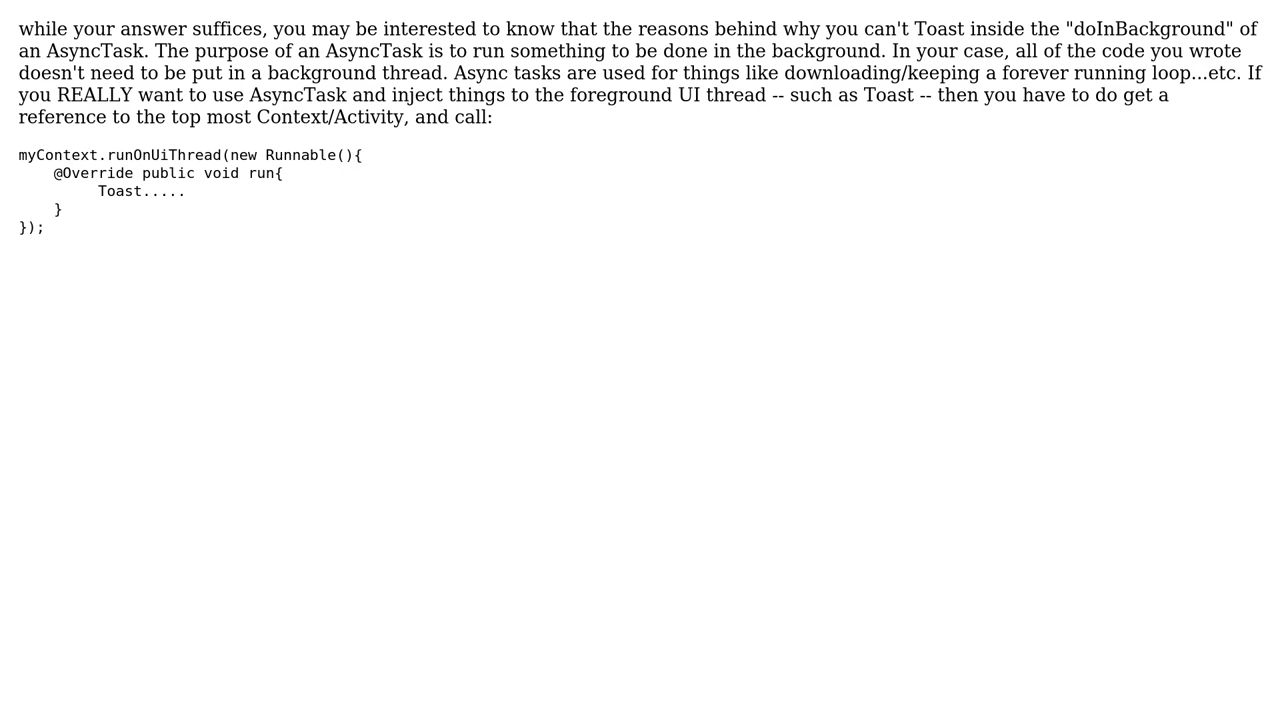 while your answer suffices, you may be interested to know that the reasons behind why you can't Toast inside the "doInBackground" of
an AsyncTask. The purpose of an AsyncTask is to run something to be done in the background. In your case, all of the code you wrote
doesn't need to be put in a background thread. Async tasks are used for things like downloading/keeping a forever running loop...etc. If
you REALLY want to use AsyncTask and inject things to the foreground UI thread -- such as Toast -- then you have to do get a
reference to the top most Context/Activity, and call:
myContext.runOnUiThread(new Runnable(){
    @Override public void run{
         Toast.....
    }
});